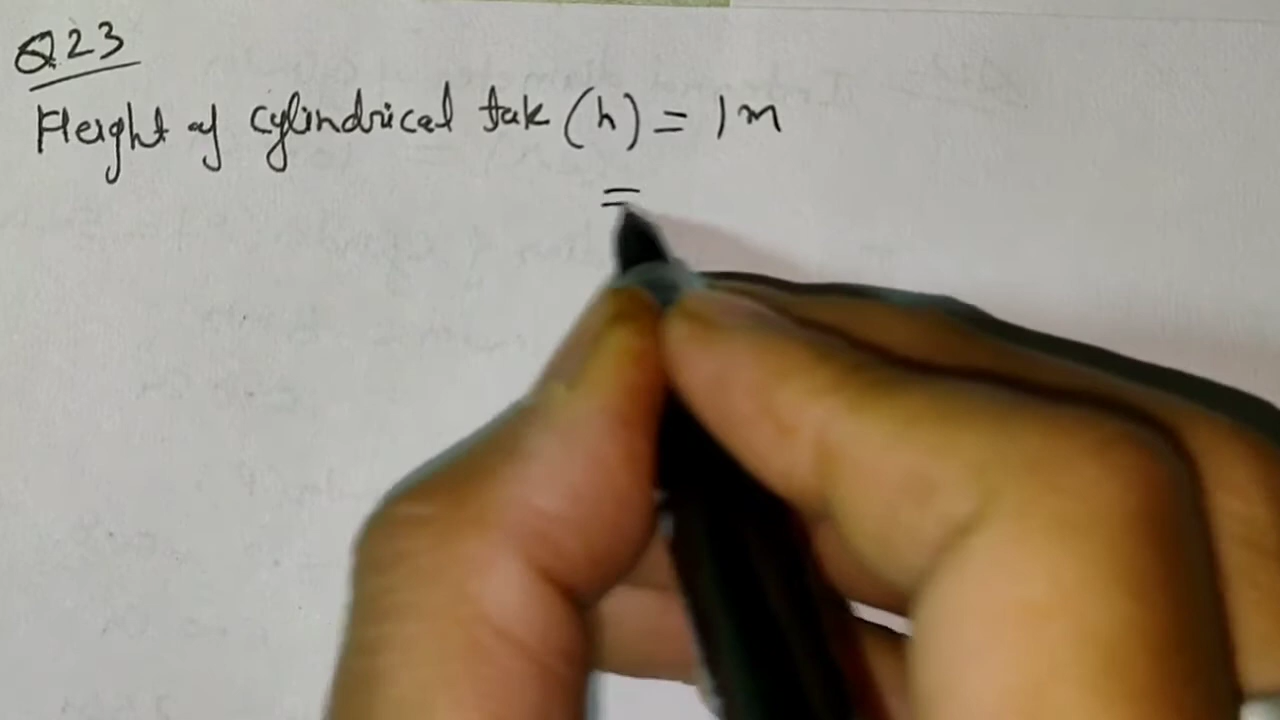 Q23
Height of cylindrical tak (h) = 1m
=